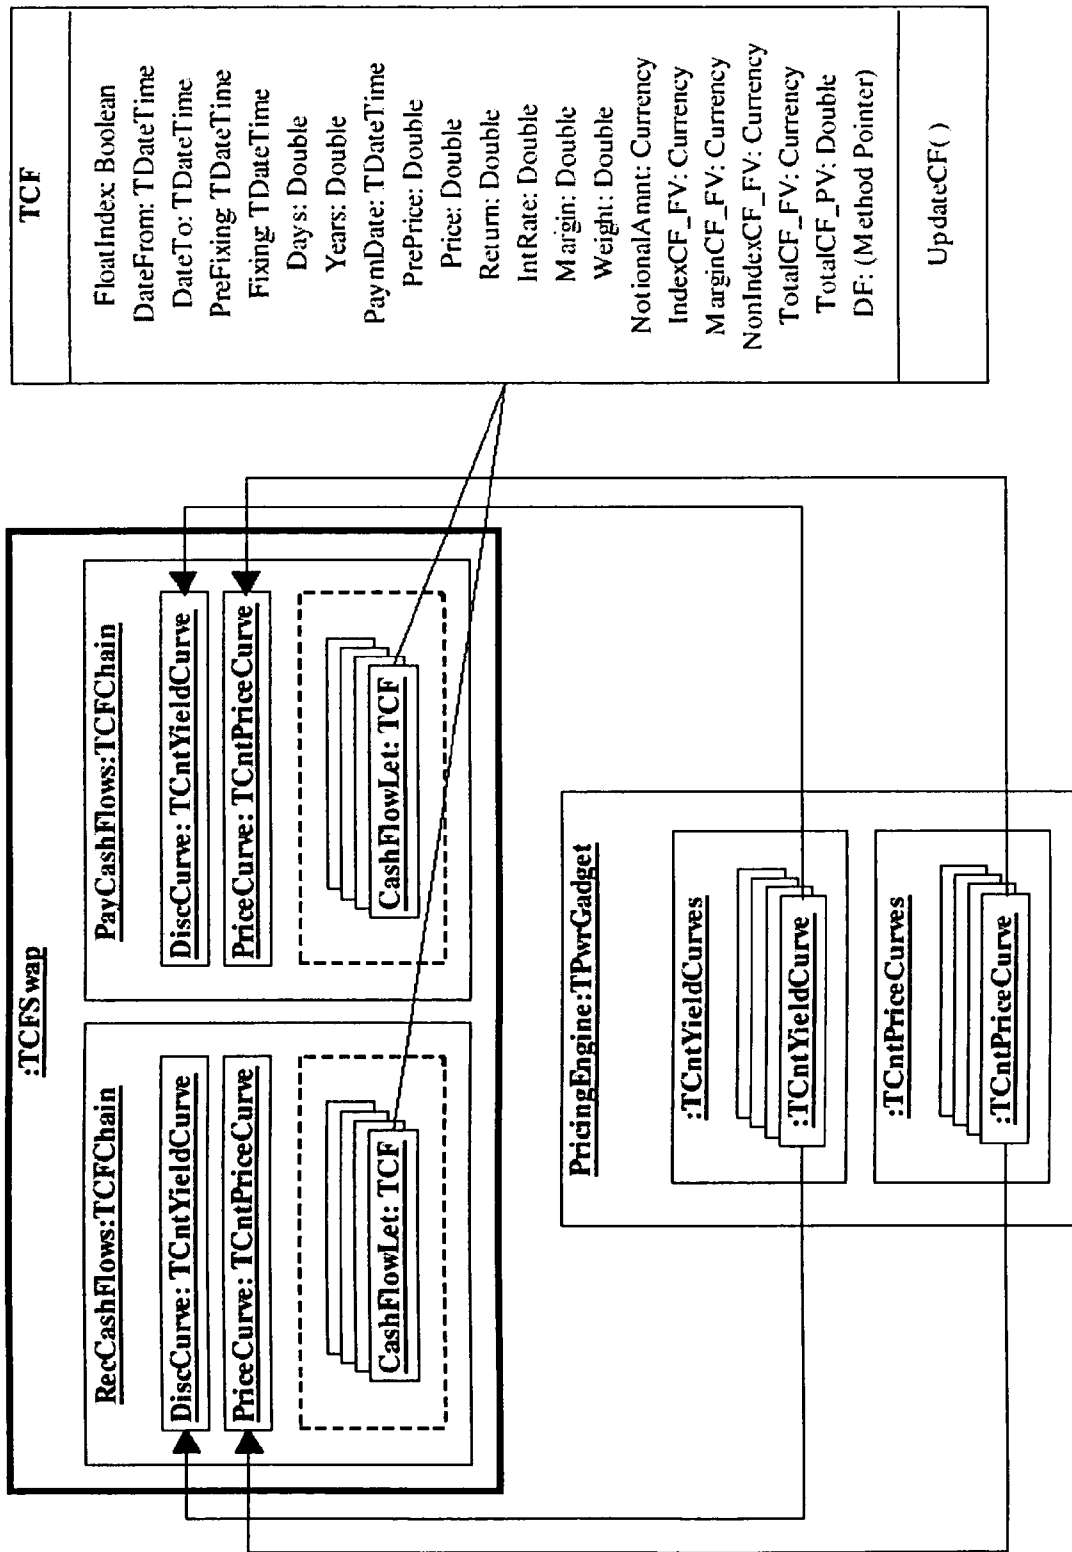 :TCFSwap
RecCashFlows:TCFChain
DiscCurve: TCntYieldCurve
PriceCurve: TCntPriceCurve
CashFlowLet: TCF
PayCashFlows:TCFChain
DiscCurve: TCntYieldCurve
PriceCurve: TCntPriceCurve
CashFlowLet: TCF
PricingEngine:TPwrGadget
:TCntYieldCurves
:TCntYieldCurve
:TCntPriceCurves
:TCntPriceCurve
TCF
FloatIndex: Boolean
DateFrom: TDateTime
DateTo: TDateTime
PreFixing: TDateTime
Fixing: TDateTime
Days: Double
Years: Double
PaymDate: TDateTime
PrePrice: Double
Price: Double
Return: Double
IntRate: Double
Margin: Double
Weight: Double
NotionalAmnt: Currency
IndexCF_FV: Currency
MarginCF_FV: Currency
NonIndexCF_FV: Currency
TotalCF_FV: Currency
TotalCF_PV: Double
DF: (Method Pointer)
UpdateCF( )